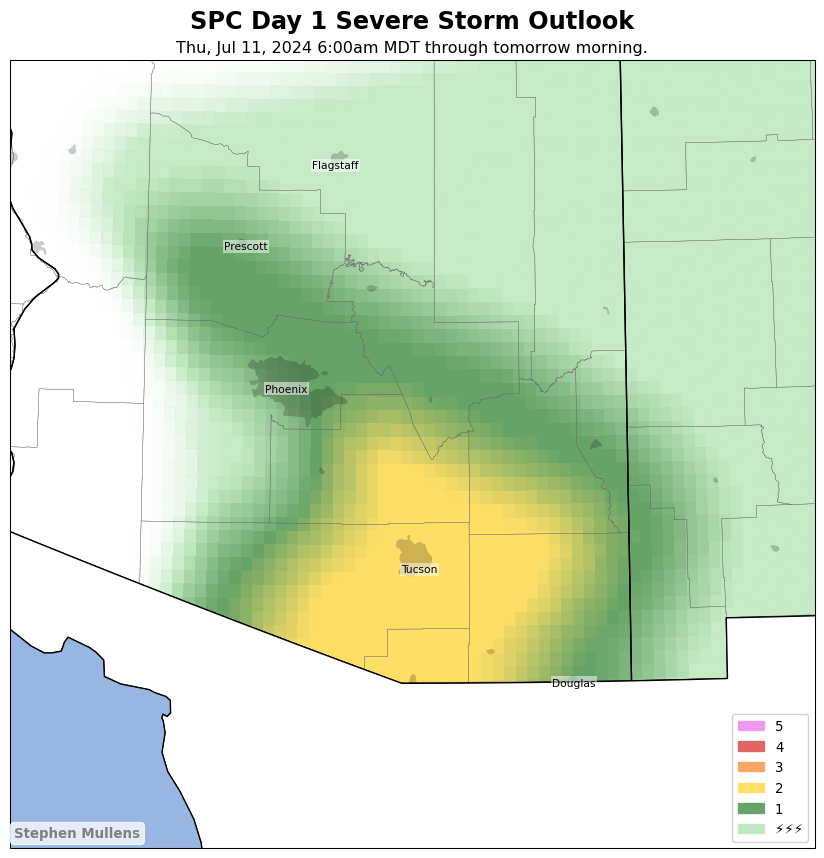 SPC Day 1 Severe Storm Outlook
Thu, Jul 11, 2024 6:00am MDT through tomorrow morning.
Flagstaff
Prescott
Phoenix
Tucson
Douglas
5
4
3
2
1
⚡⚡⚡
Stephen Mullens